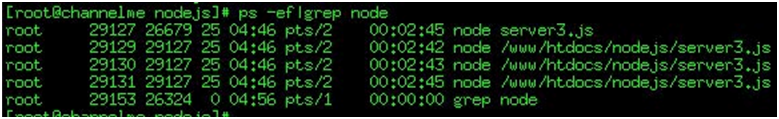 [root@channelme nodejs]# ps -ef|grep node
root 29127 26679 25 04:46 pts/2 00:02:45 node server3.js
root 29129 29127 25 04:46 pts/2 00:02:42 node /www/htdocs/nodejs/server3.js
root 29130 29127 25 04:46 pts/2 00:02:43 node /www/htdocs/nodejs/server3.js
root 29131 29127 25 04:46 pts/2 00:02:45 node /www/htdocs/nodejs/server3.js
root 29153 26324 0 04:56 pts/1 00:00:00 grep node
[root@channelme nodejs]#